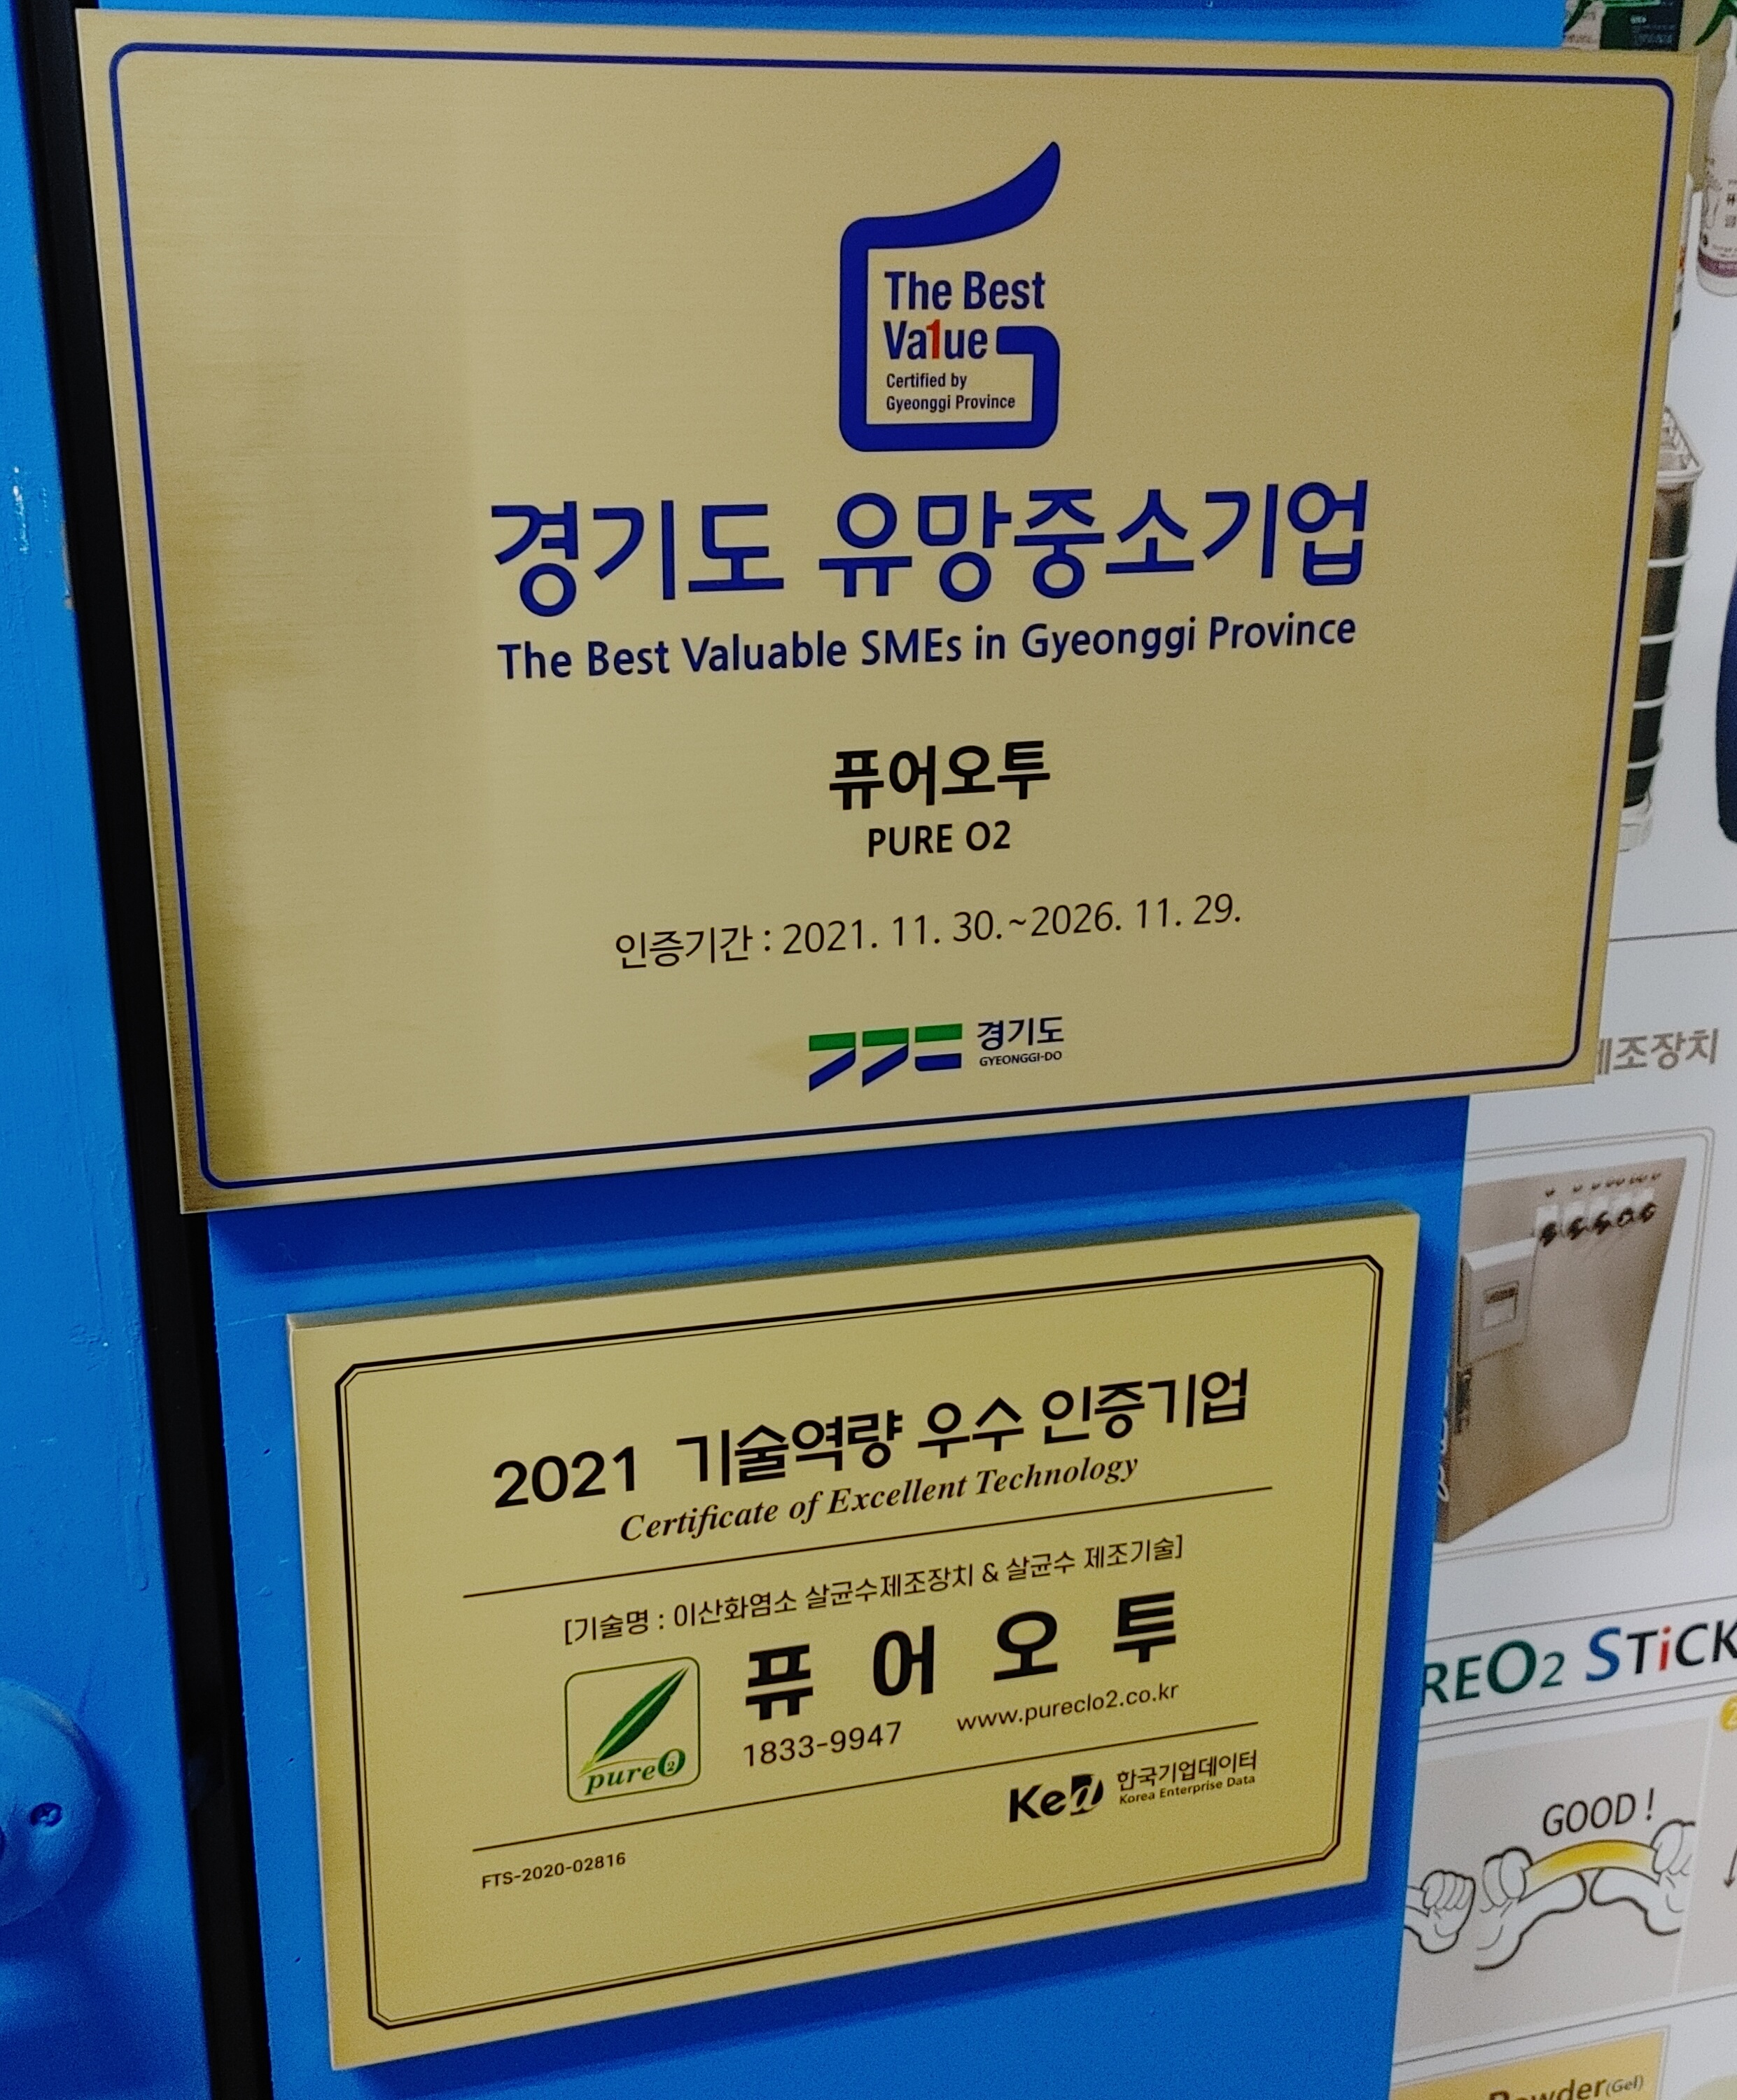 The Best
Va1ue
Certified by
Gyeonggi Province
경기도 유망중소기업
The Best Valuable SMEs in Gyeonggi Province
퓨어오투
PURE O2
인증기간 : 2021. 11. 30.~2026. 11. 29.
경기도
GYEONGGI-DO
2021 기술역량 우수 인증기업
Certificate of Excellent Technology
[기술명 : 이산화염소 살균수제조장치 & 살균수 제조기술]
퓨어오투
pureO2
1833-9947 www.pureclo2.co.kr
Ked 한국기업데이터
Korea Enterprise Data
FTS-2020-02816
제조장치
REO2 STiCK
GOOD !
Powder(Gel)